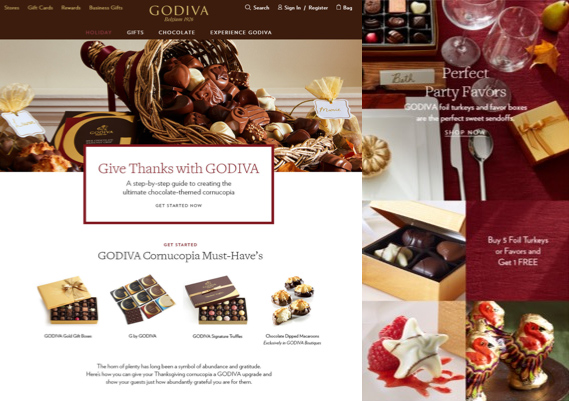 Stores Gift Cards Rewards Business Gifts
GODIVA
Belgium 1926
Search Sign In / Register Bag
HOLIDAY GIFTS CHOCOLATE EXPERIENCE GODIVA
Give Thanks with GODIVA
A step-by-step guide to creating the
ultimate chocolate-themed cornucopia
GET STARTED NOW
GET STARTED
GODIVA Cornucopia Must-Have's
GODIVA Gold Gift Boxes
G by GODIVA
GODIVA Signature Truffles
Chocolate Dipped Macaroons
Exclusively in GODIVA Boutiques
The horn of plenty has long been a symbol of abundance and gratitude.
Here's how you can give your Thanksgiving cornucopia a GODIVA upgrade and
show your guests just how abundantly grateful you are for them.
Beth
Perfect
Party Favors
GODIVA foil turkeys and favor boxes
are the perfect sweet sendoffs.
SHOP NOW
Buy 5 Foil Turkeys
or Favors and
Get 1 FREE